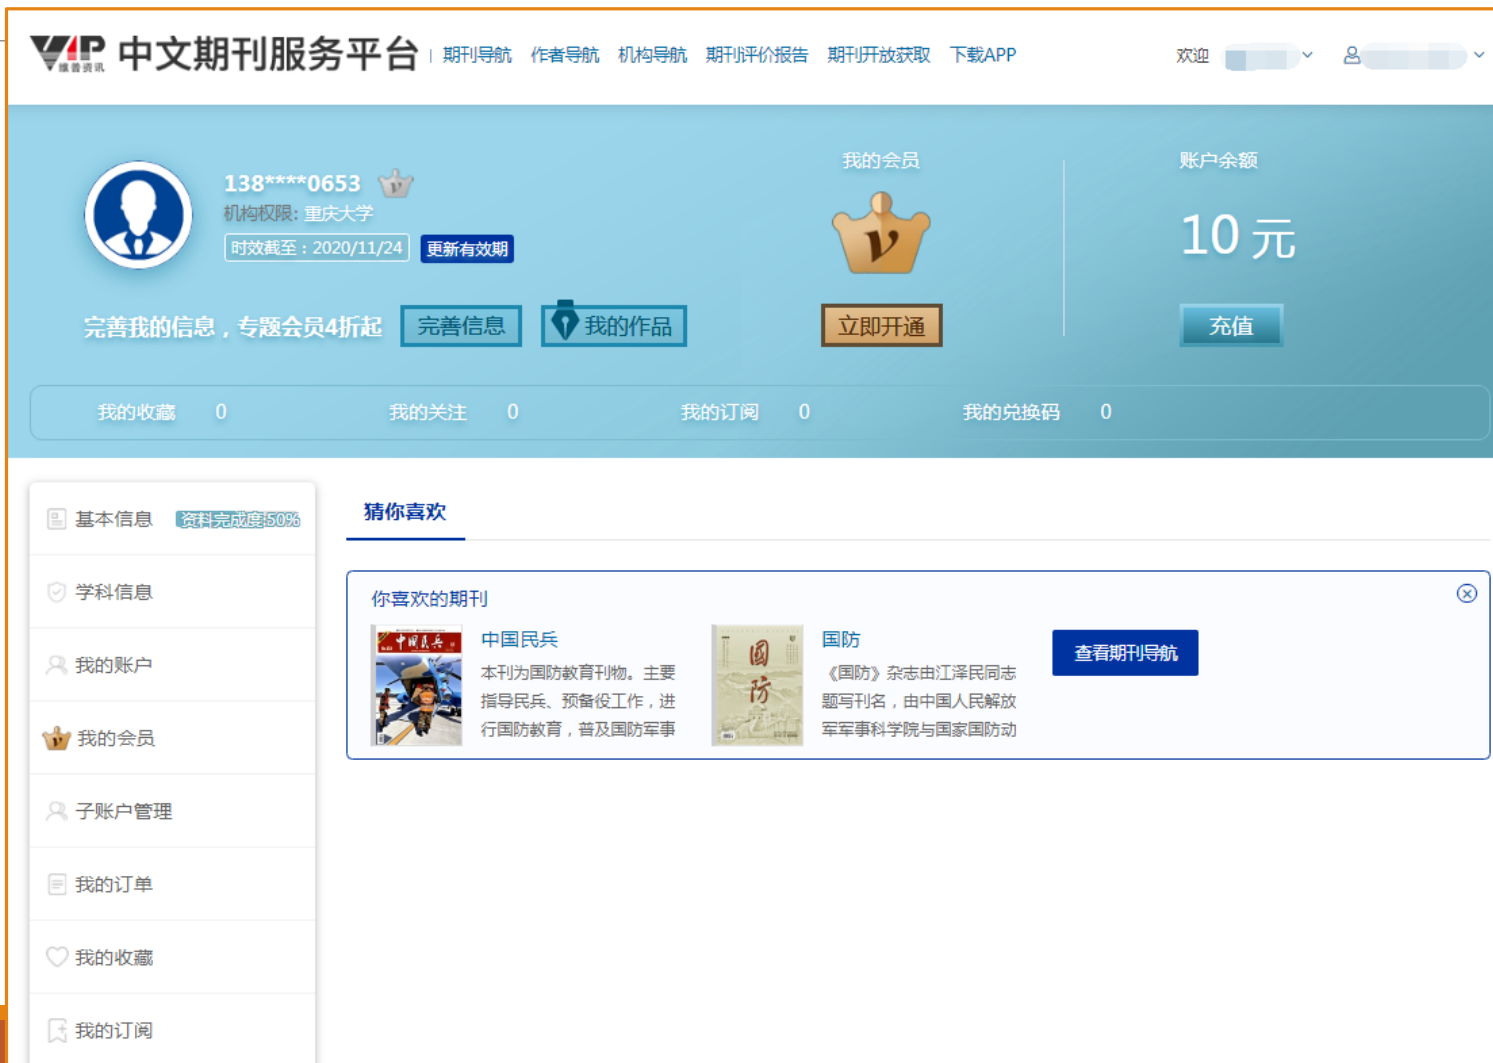 VIP 维普资讯 中文期刊服务平台 期刊导航 作者导航 机构导航 期刊评价报告 期刊开放获取 下载APP 欢迎
138****0653
机构权限: 重庆大学
时效截至：2020/11/24 更新有效期
完善我的信息，专题会员4折起 完善信息 我的作品
我的会员
立即开通
账户余额
10 元
充值
我的收藏 0 我的关注 0 我的订阅 0 我的兑换码 0
基本信息 资料完成度:50%
学科信息
我的账户
我的会员
子账户管理
我的订单
我的收藏
我的订阅
猜你喜欢
你喜欢的期刊
中国民兵
中国民兵
本刊为国防教育刊物。主要
指导民兵、预备役工作，进
行国防教育，普及国防军事
國防
国防
《国防》杂志由江泽民同志
题写刊名，由中国人民解放
军军事科学院与国家国防动
查看期刊导航